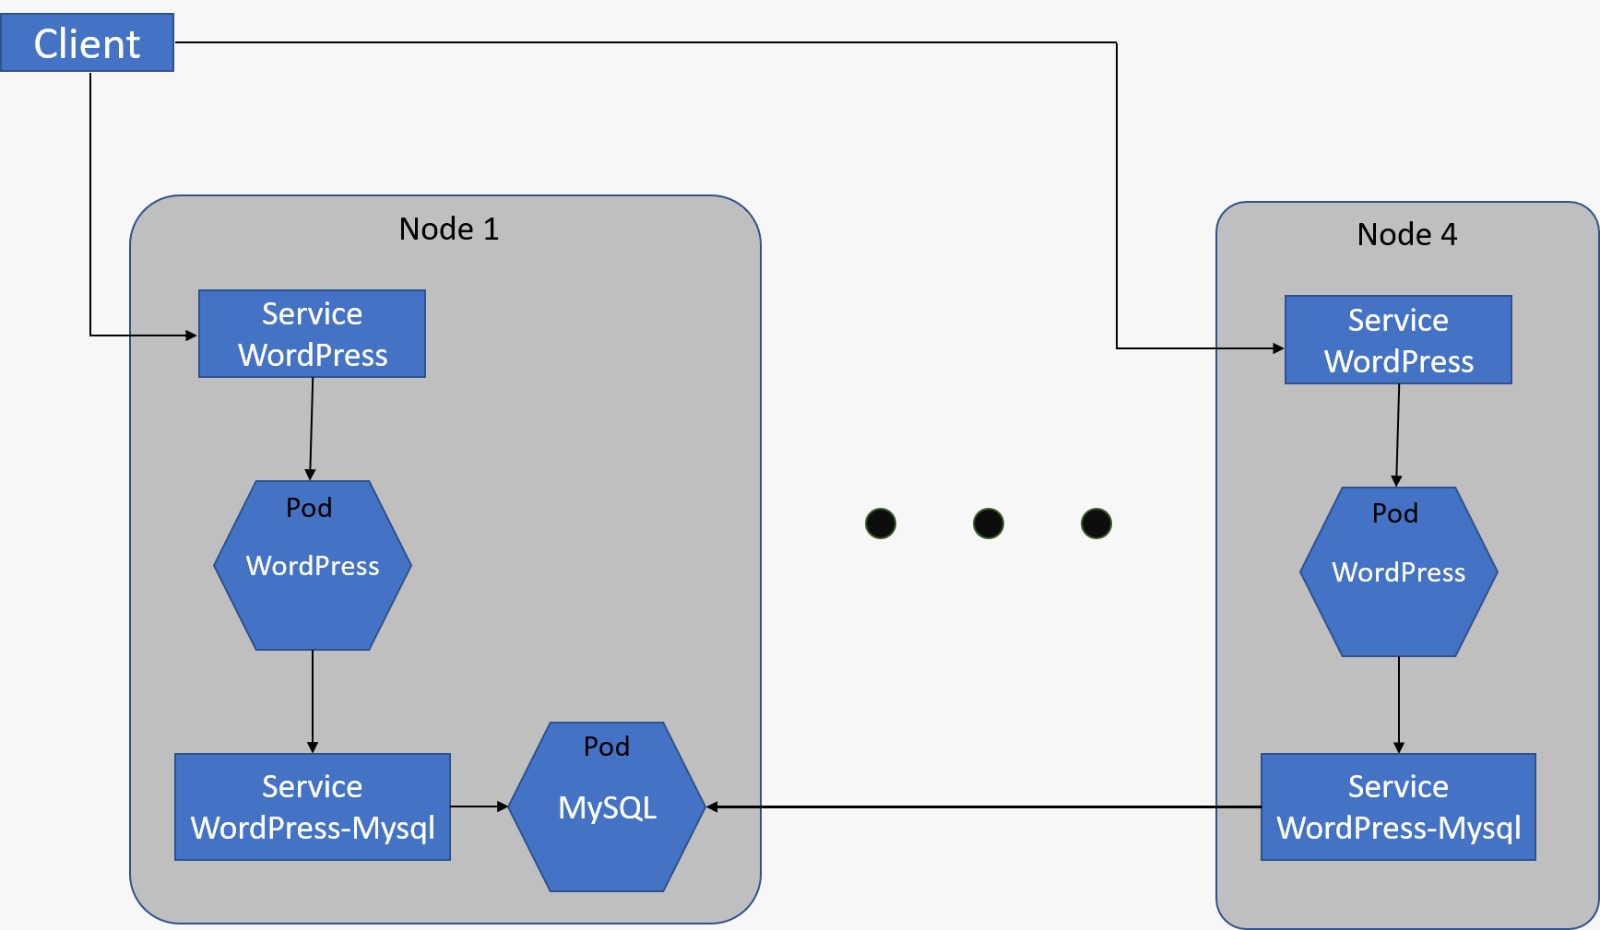 Client
Node 1
Service
WordPress
Pod
WordPress
Service
WordPress-Mysql
Pod
MySQL
Node 4
Service
WordPress
Pod
WordPress
Service
WordPress-Mysql